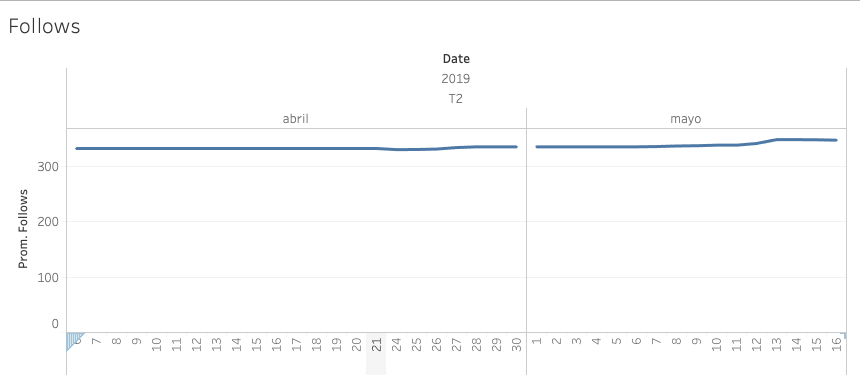 Follows
Date
2019
T2
abril mayo
300
200
100
0
Prom. Follows
6 7 8 9 10 11 12 13 14 15 16 17 18 19 20 21 24 25 26 27 28 29 30 1 2 3 4 5 6 7 8 9 10 11 12 13 14 15 16